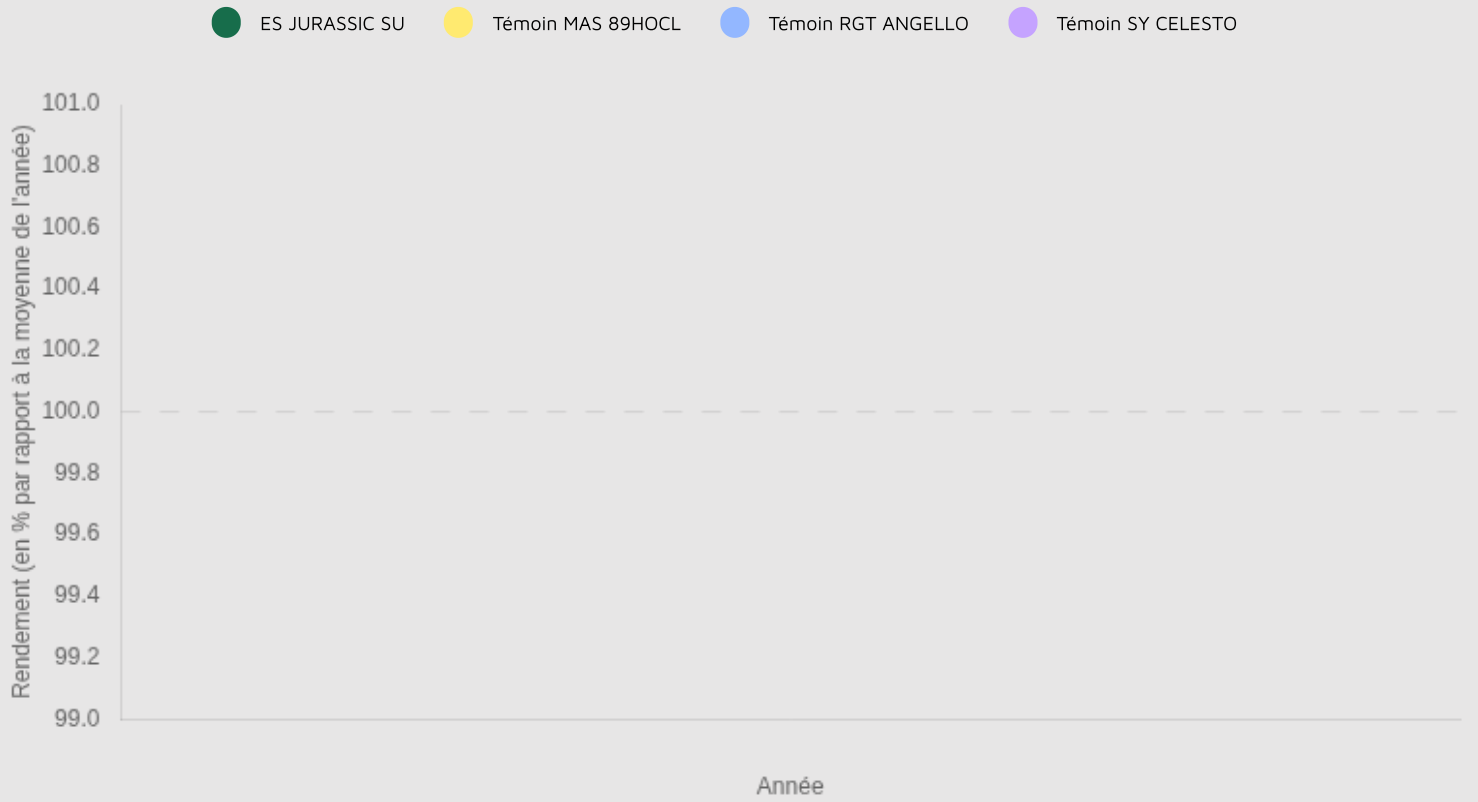 ES JURASSIC SU
Témoin MAS 89HOCL
Témoin RGT ANGELLO
Témoin SY CELESTO
Rendement (en % par rapport à la moyenne de l'année)
101.0
100.8
100.6
100.4
100.2
100.0
99.8
99.6
99.4
99.2
99.0
Année